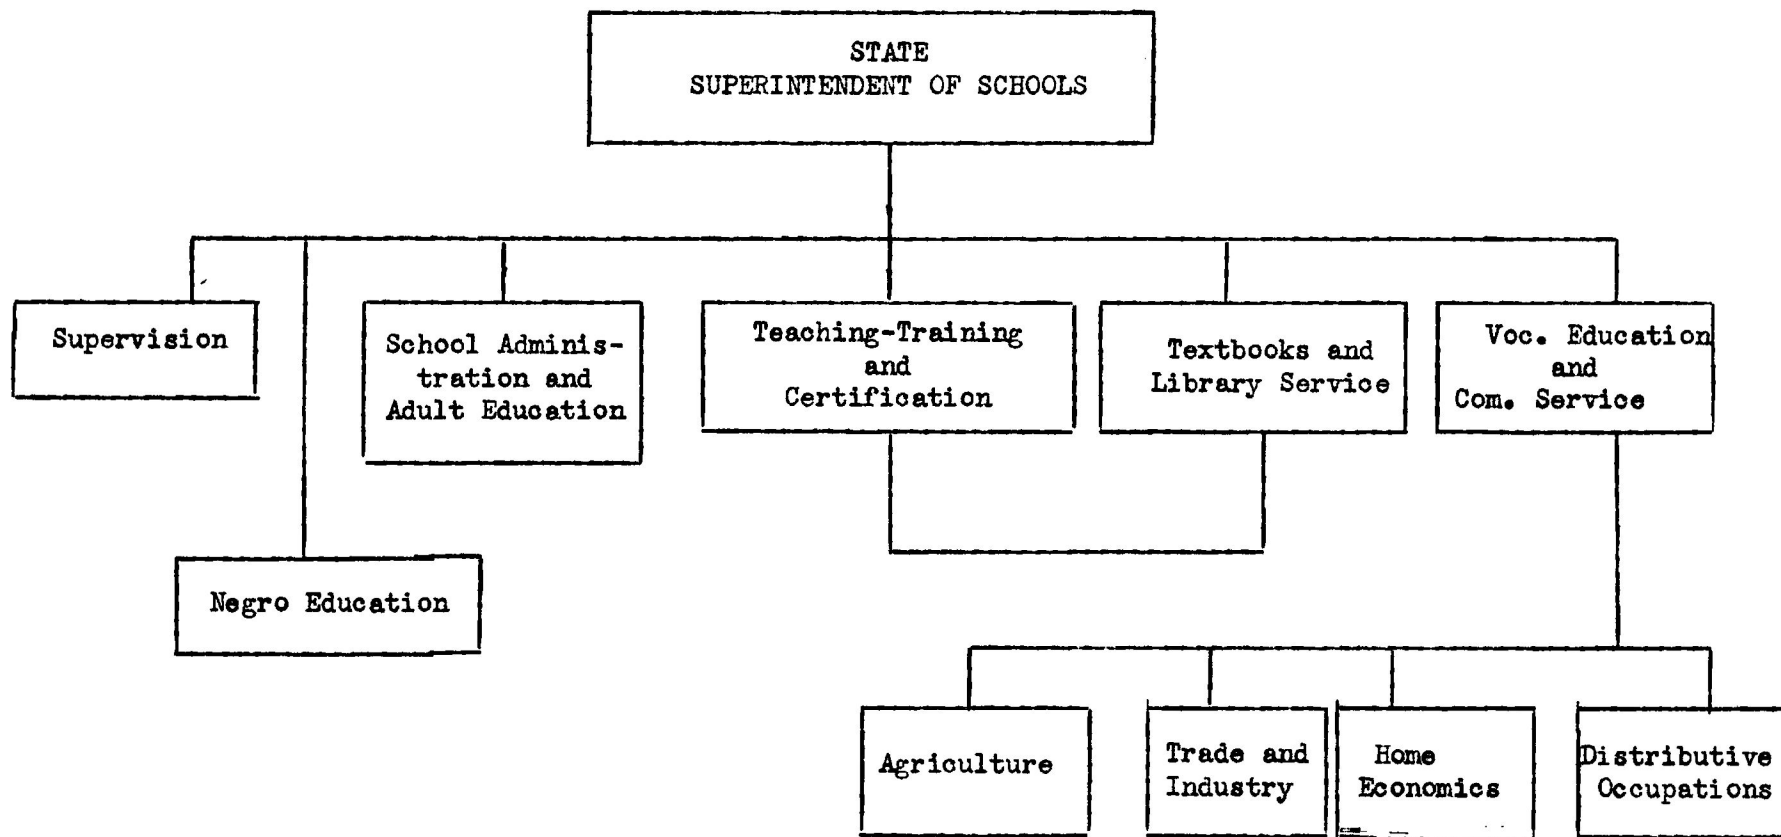 STATE
SUPERINTENDENT OF SCHOOLS
Supervision
School Adminis-
tration and
Adult Education
Teaching-Training
and
Certification
Textbooks and
Library Service
Voc. Education
and
Com. Service
Negro Education
Agriculture
Trade and
Industry
Home
Economics
Distributive
Occupations